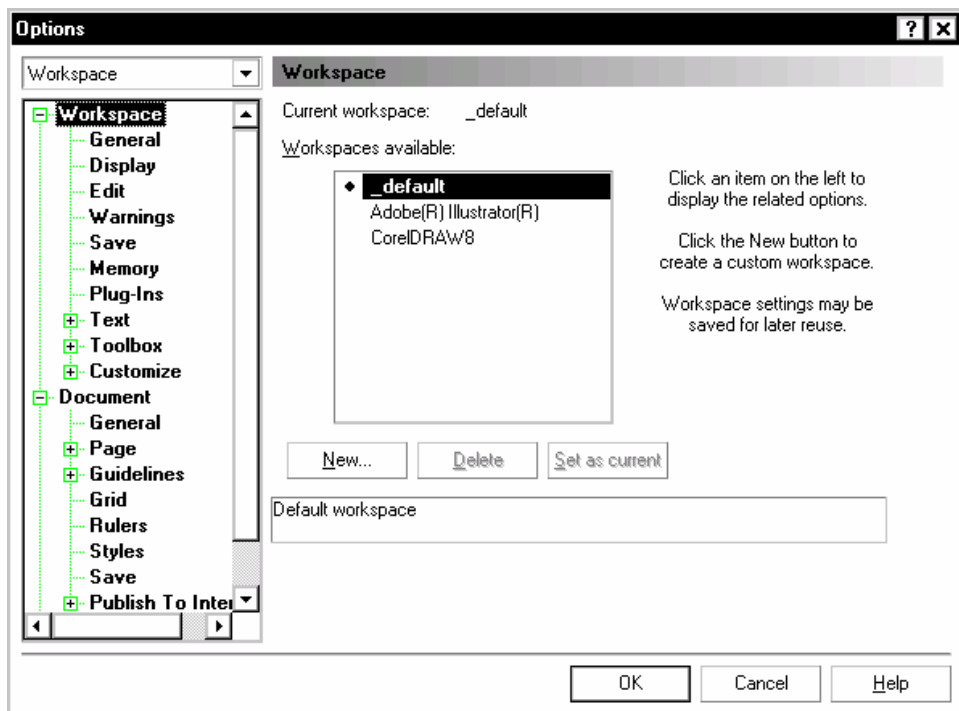 Options
Workspace
Workspace
General
Display
Edit
Warnings
Save
Memory
Plug-Ins
Text
Toolbox
Customize
Document
General
Page
Guidelines
Grid
Rulers
Styles
Save
Publish To Inter
Workspace
Current workspace: _default
Workspaces available:
_default
Adobe(R) Illustrator(R)
CorelDRAW8
Click an item on the left to
display the related options.
Click the New button to
create a custom workspace.
Workspace settings may be
saved for later reuse.
New... Delete Set as current
Default workspace
OK Cancel Help